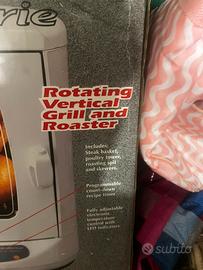 rie
Rotating
Vertical
Grill and
Roaster
Includes:
Steak basket,
poultry tower,
roasting spit
and skewers.
Programmable
count-down
recipe timer
Fully adjustable
electronic
temperature
control with
LED indicators
subito